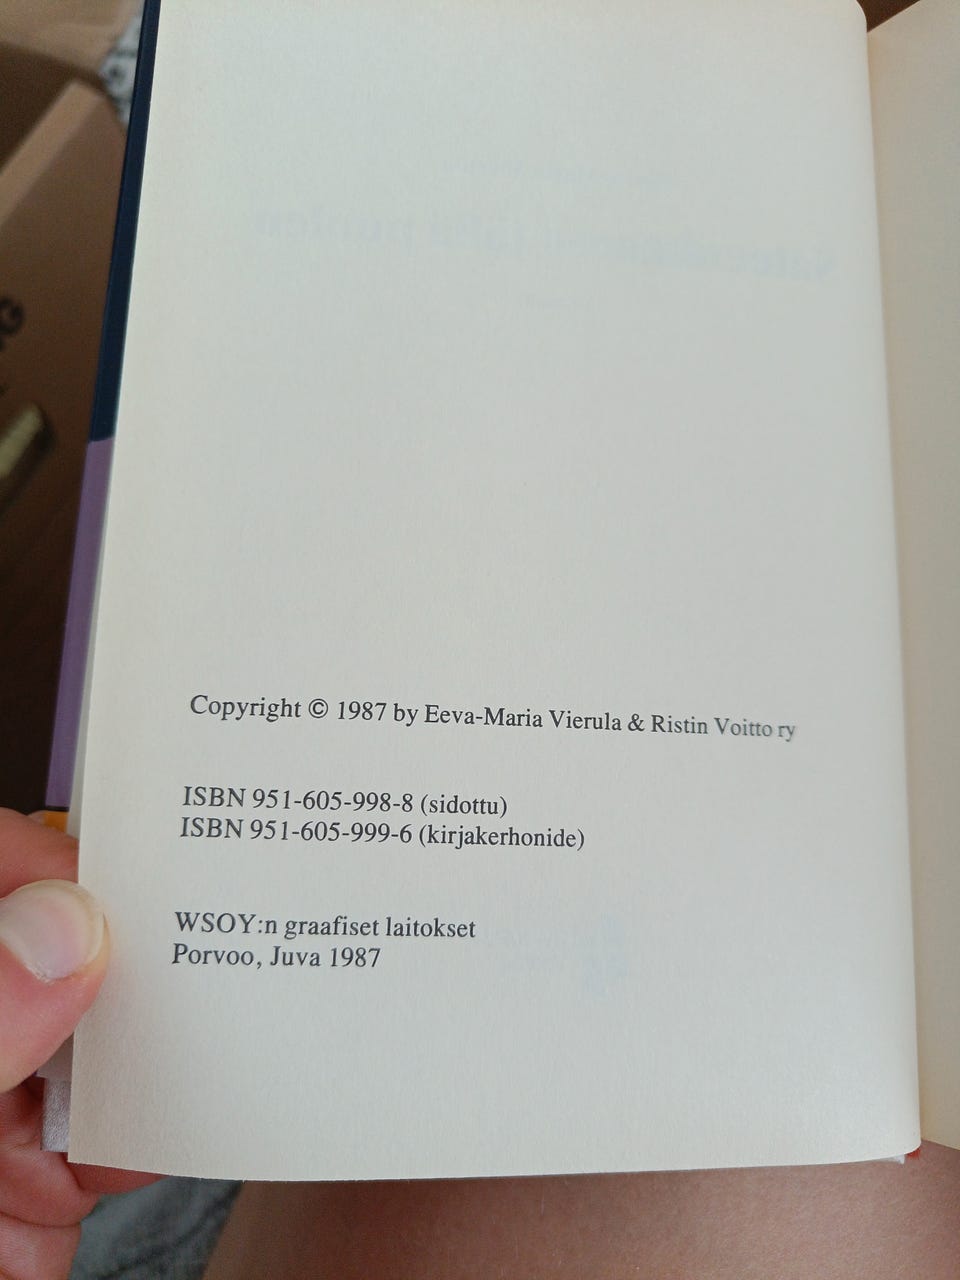 Copyright © 1987 by Eeva-Maria Vierula & Ristin Voitto ry
ISBN 951-605-998-8 (sidottu)
ISBN 951-605-999-6 (kirjakerhonide)
WSOY:n graafiset laitokset
Porvoo, Juva 1987